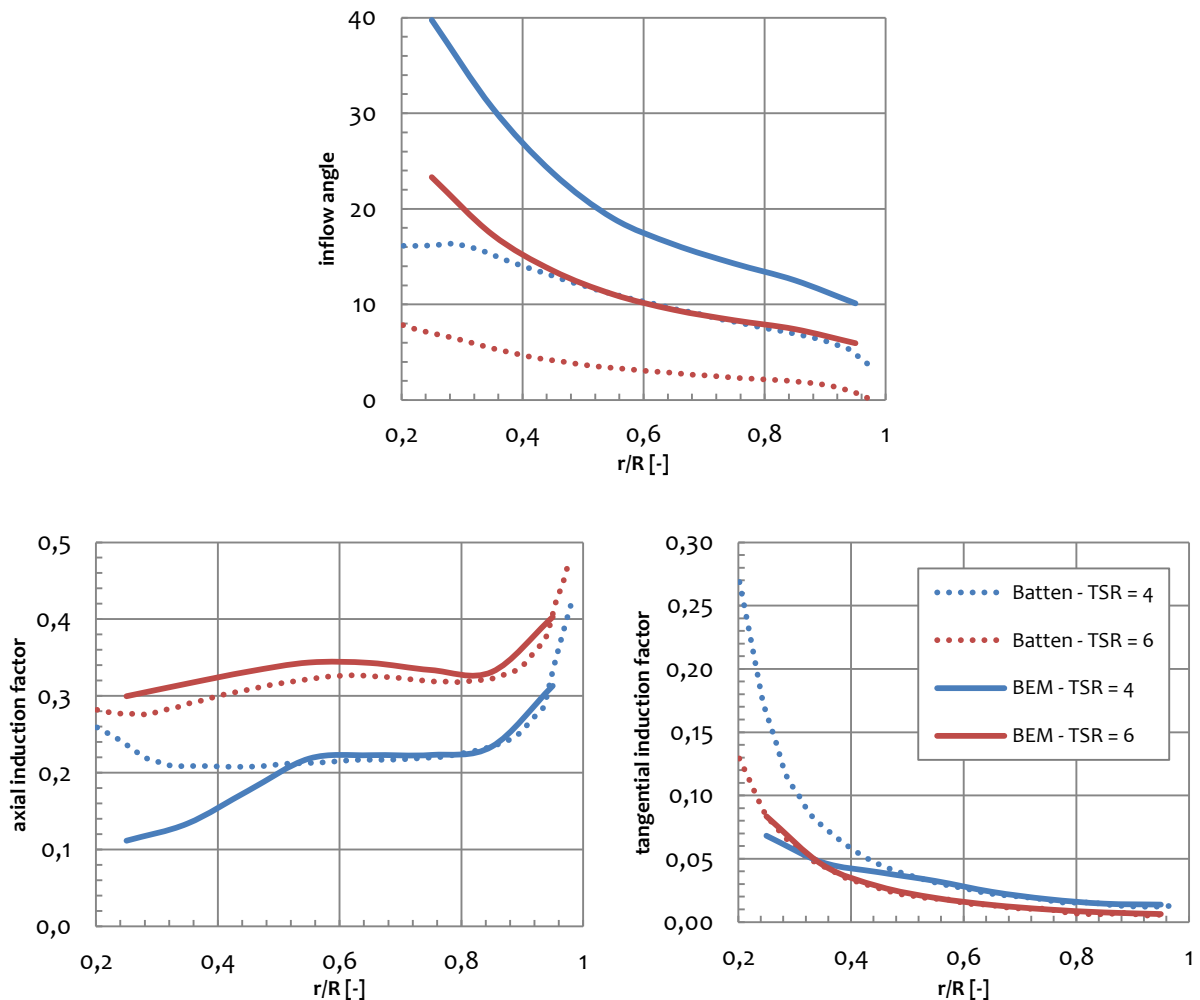 40
30
20
10
0
inflow angle
0,2 0,4 0,6 0,8 1
r/R [-]
0,5
0,4
0,3
0,2
0,1
0,0
axial induction factor
0,2 0,4 0,6 0,8 1
r/R [-]
0,30
0,25
0,20
0,15
0,10
0,05
0,00
tangential induction factor
Batten - TSR = 4
Batten - TSR = 6
BEM - TSR = 4
BEM - TSR = 6
0,2 0,4 0,6 0,8 1
r/R [-]